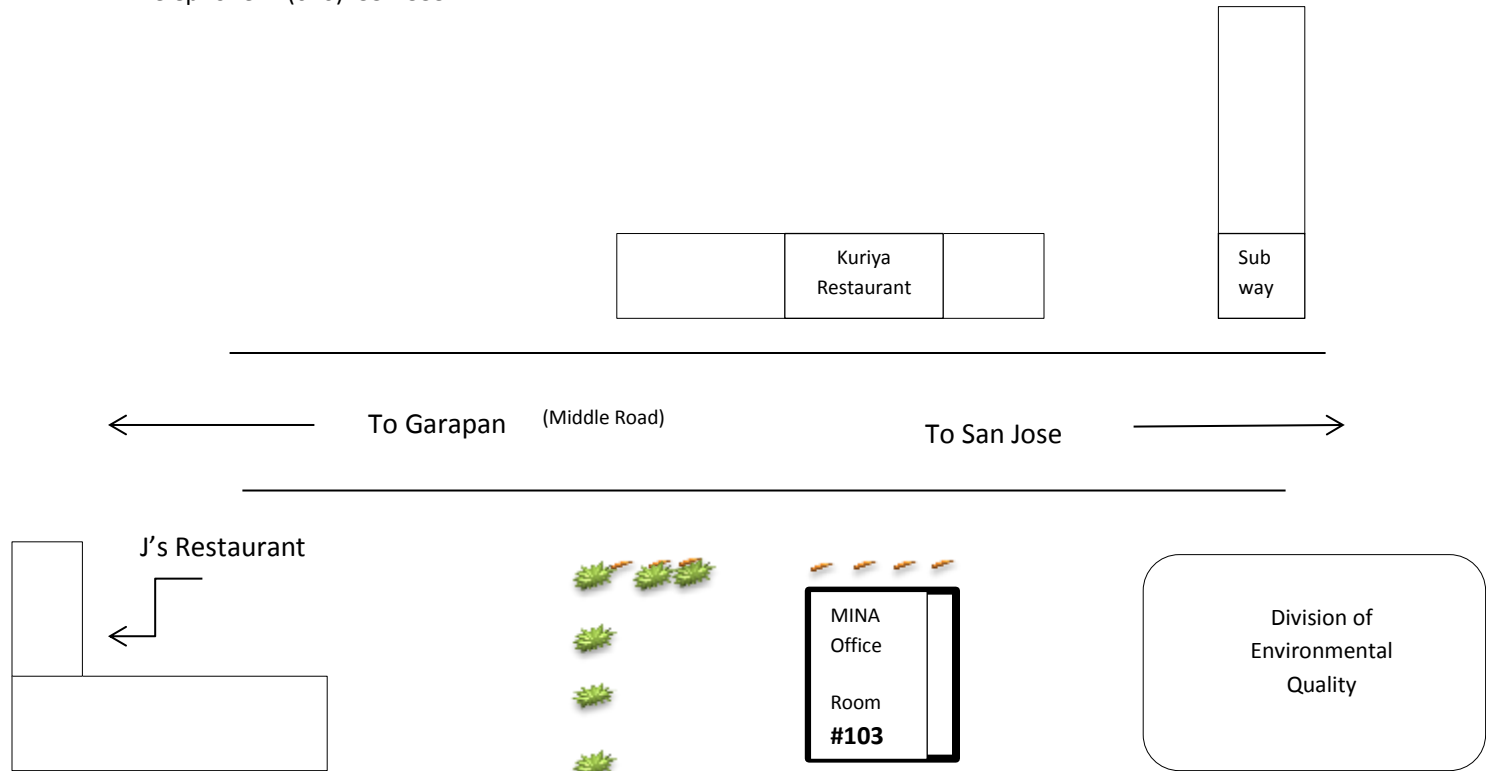 Kuriya
Restaurant
Sub
way
To Garapan
(Middle Road)
To San Jose
J’s Restaurant
MINA
Office
Room
#103
Division of
Environmental
Quality